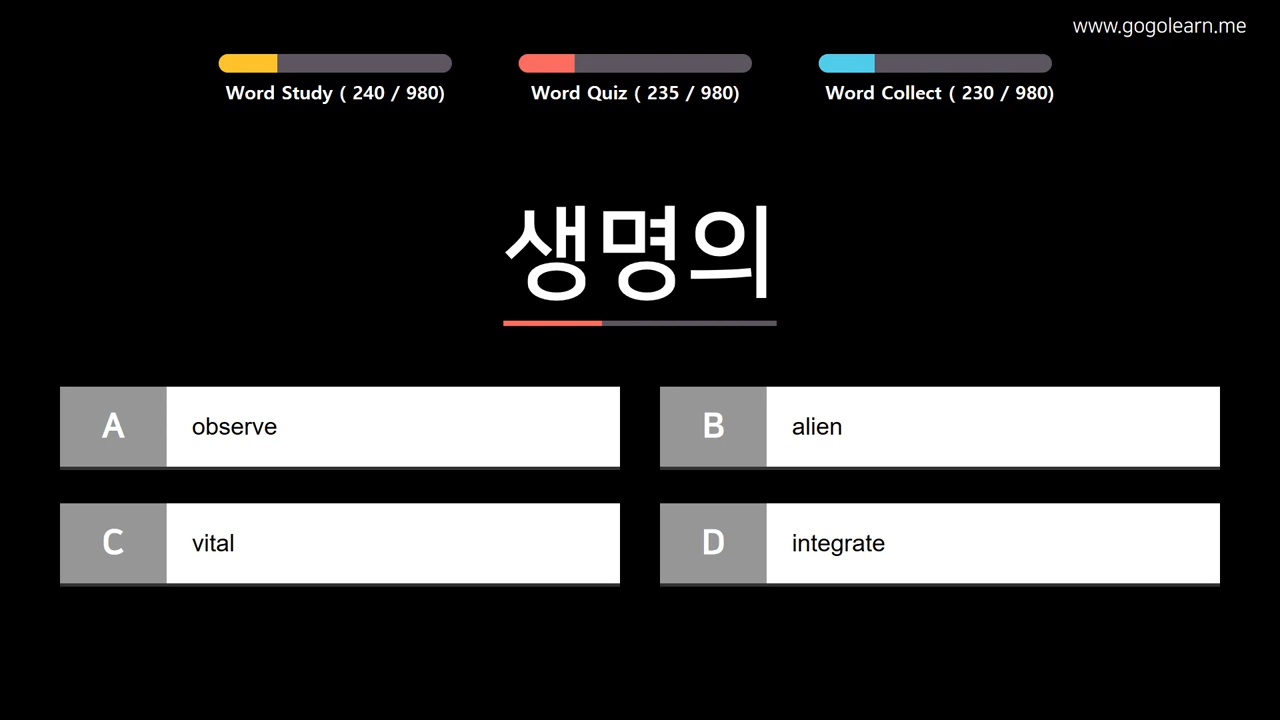 www.gogolearn.me
Word Study ( 240 / 980)
Word Quiz ( 235 / 980)
Word Collect ( 230 / 980)
생명의
A
observe
B
alien
C
vital
D
integrate